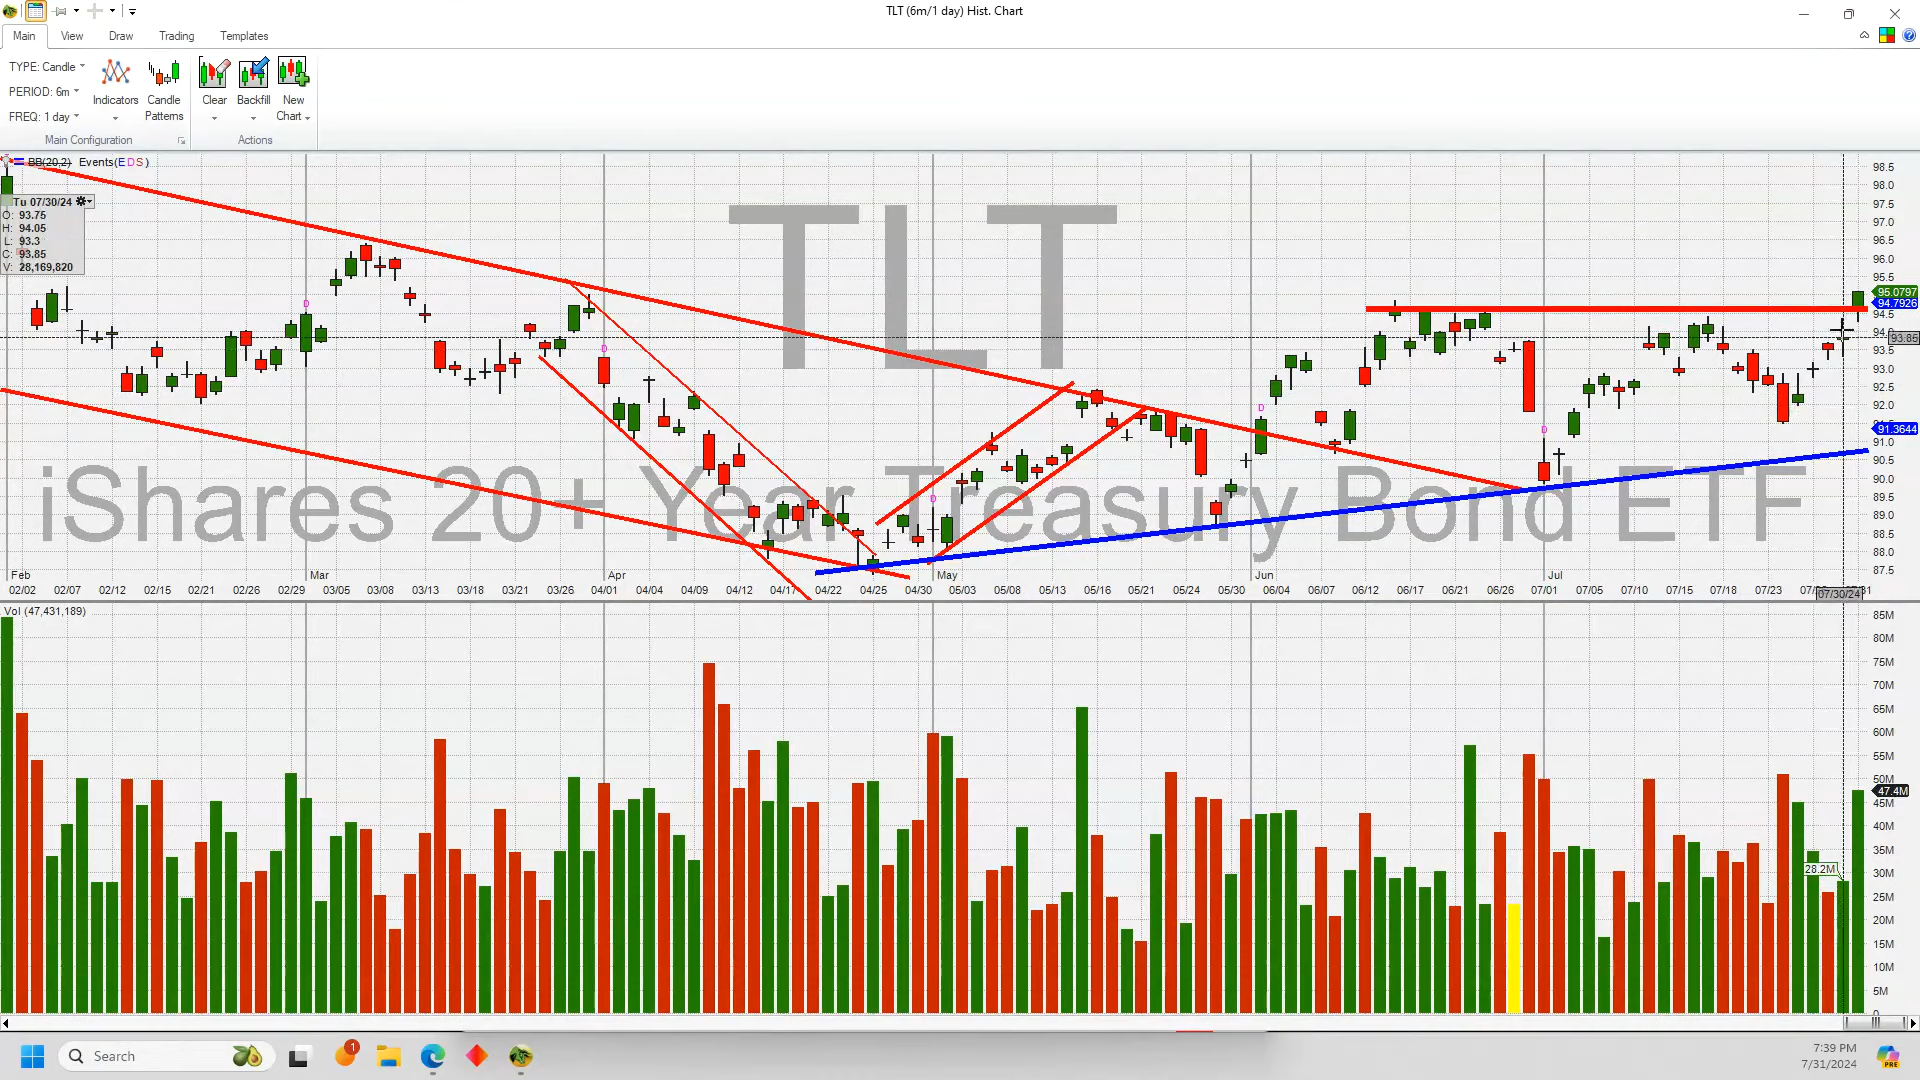 TLT (6m/1 day) Hist. Chart
Main View Draw Trading Templates
TYPE: Candle
PERIOD: 6m
FREQ: 1 day
Indicators
Candle Patterns
Clear
Backfill
New Chart
Main Configuration
Actions
BB(20,2) Events(E D S)
Tu 07/30/24
O: 93.75
H: 94.05
L: 93.3
C: 93.85
V: 28,169,820
TLT
iShares 20+ Year Treasury Bond ETF
D
D
D
D
D
98.5
98.0
97.5
97.0
96.5
96.0
95.5
95.0797
94.7926
94.5
93.85
93.5
93.0
92.5
92.0
91.3644
91.0
90.5
90.0
89.5
89.0
88.5
88.0
87.5
Feb Mar Apr May Jun Jul
02/02 02/07 02/12 02/21 02/26 02/29 03/05 03/08 03/13 03/18 03/21 03/26 04/01 04/04 04/09 04/12 04/17 04/22 04/25 04/30 05/03 05/08 05/13 05/16 05/21 05/24 05/30 06/04 06/07 06/12 06/17 06/21 06/26 07/01 07/05 07/10 07/15 07/18 07/23 07/30/24
Vol (47,431,189)
85M
80M
75M
70M
65M
60M
55M
50M
47.4M
45M
40M
35M
28.2M
30M
25M
20M
15M
10M
5M
0
Search
1
7:39 PM
7/31/2024
PRE